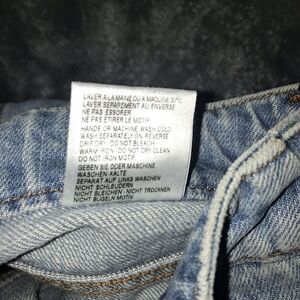 LAVER A LA MAINE OU A MAQUINE 30°C
LAVER SEPAREMENT AU ENVERSE
NE PAS ESSORER
NE PAS ETIRER LE MOTIF
HANDE OR MACHINE WASH COLD
WASH SEPARATELY ON REVERSE
DRIP DRY · DO NOT BLEACH
WARM IRON · DO NOT DRY CLEAN
DO NOT IRON MOTIF
GEBEN SIE ODER MASCHINE
WASCHEN-KALTE
SEPARAT AUF LINKS WASCHEN
NICHT SCHLEUDERN
NICHT BLEICHEN - NICHT TROCKNEN
NICHT BUGELN MOTIV